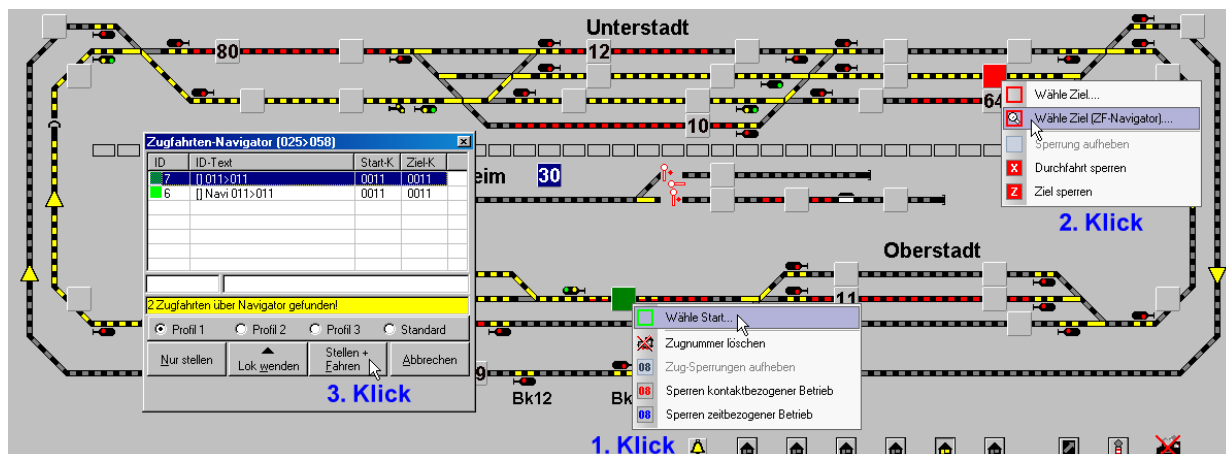 Unterstadt
80
12
64
10
Wähle Ziel....
Wähle Ziel (ZF-Navigator)....
Sperrung aufheben
X Durchfahrt sperren
Z Ziel sperren
2. Klick
Zugfahrten-Navigator (025>058)
ID ID-Text Start-K Ziel-K
7 [] 011>011 0011 0011
6 [] Navi 011>011 0011 0011
2 Zugfahrten über Navigator gefunden!
Profil 1 Profil 2 Profil 3 Standard
Nur stellen Lok wenden Stellen + Fahren Abbrechen
3. Klick
eim 30
Oberstadt
11
Wähle Start...
Zugnummer löschen
08 Zug-Sperrungen aufheben
08 Sperren kontaktbezogener Betrieb
08 Sperren zeitbezogener Betrieb
9
Bk12
Bk
1. Klick